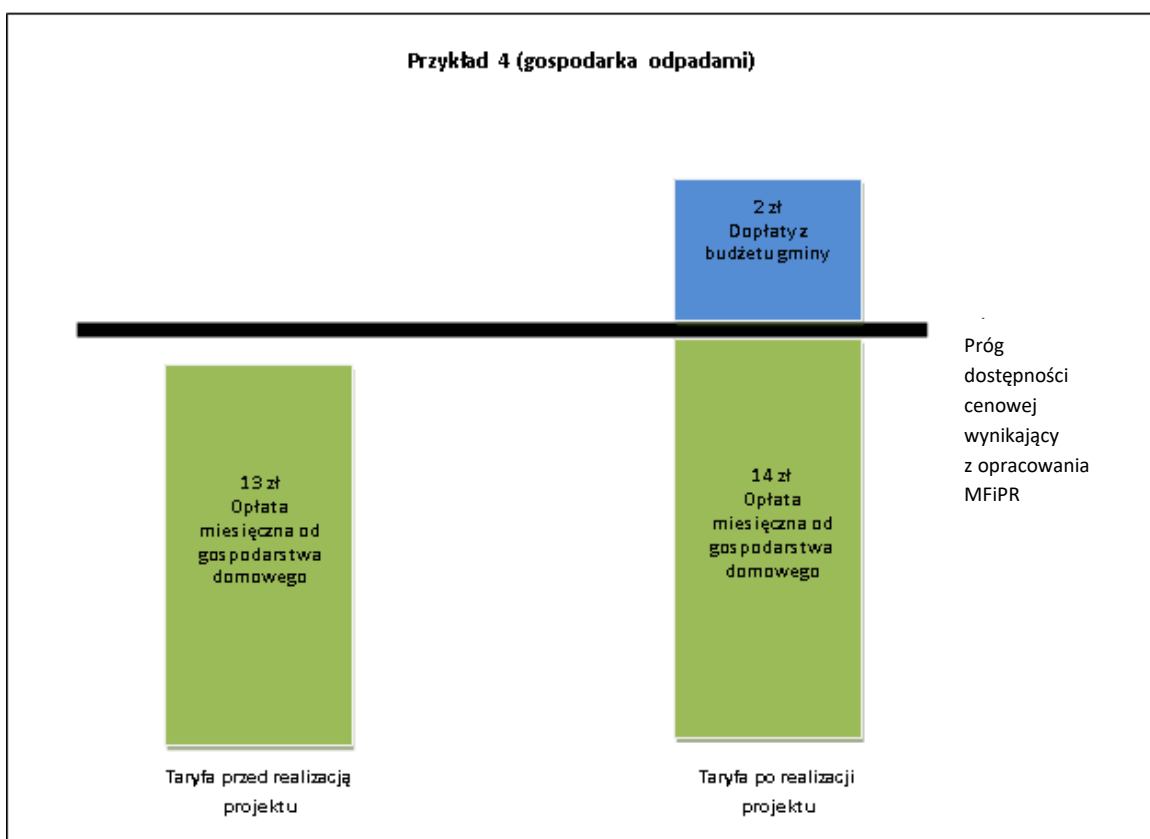 Przykład 4 (gospodarka odpadami)
2 zł
Dopłaty z
budżetu gminy
Próg
dostępności
cenowej
wynikający
z opracowania
MFiPR
13 zł
Opłata
miesięczna od
gospodarstwa
domowego
14 zł
Opłata
miesięczna od
gospodarstwa
domowego
Taryfa przed realizacją
projektu
Taryfa po realizacji
projektu